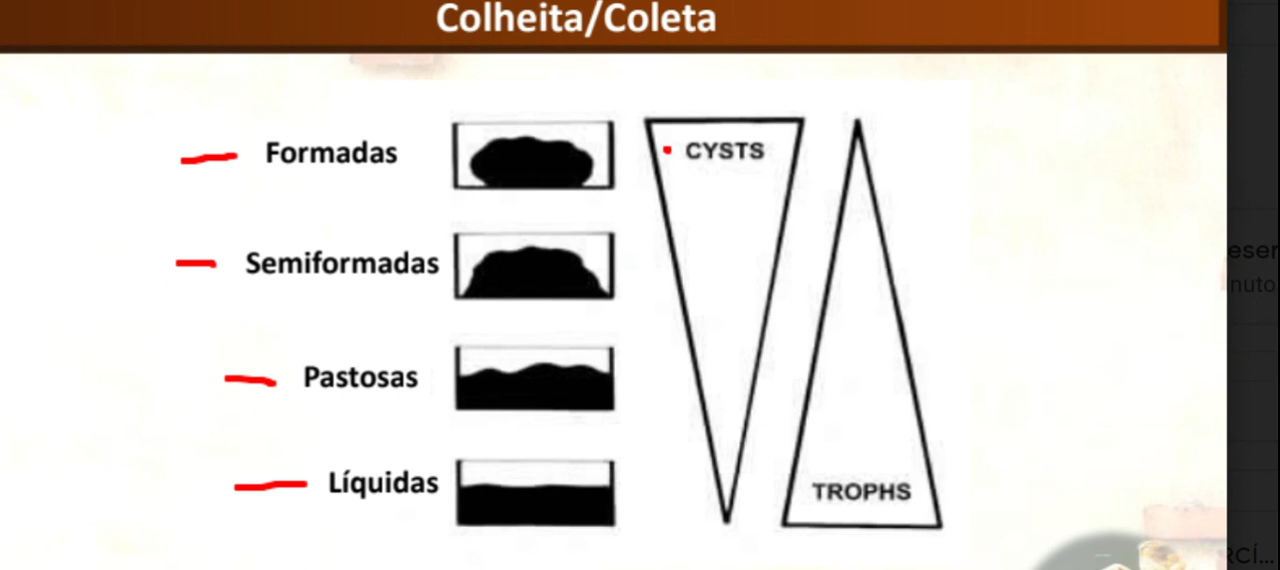 Colheita/Coleta
Formadas
CYSTS
Semiformadas
Pastosas
Líquidas
TROPHS